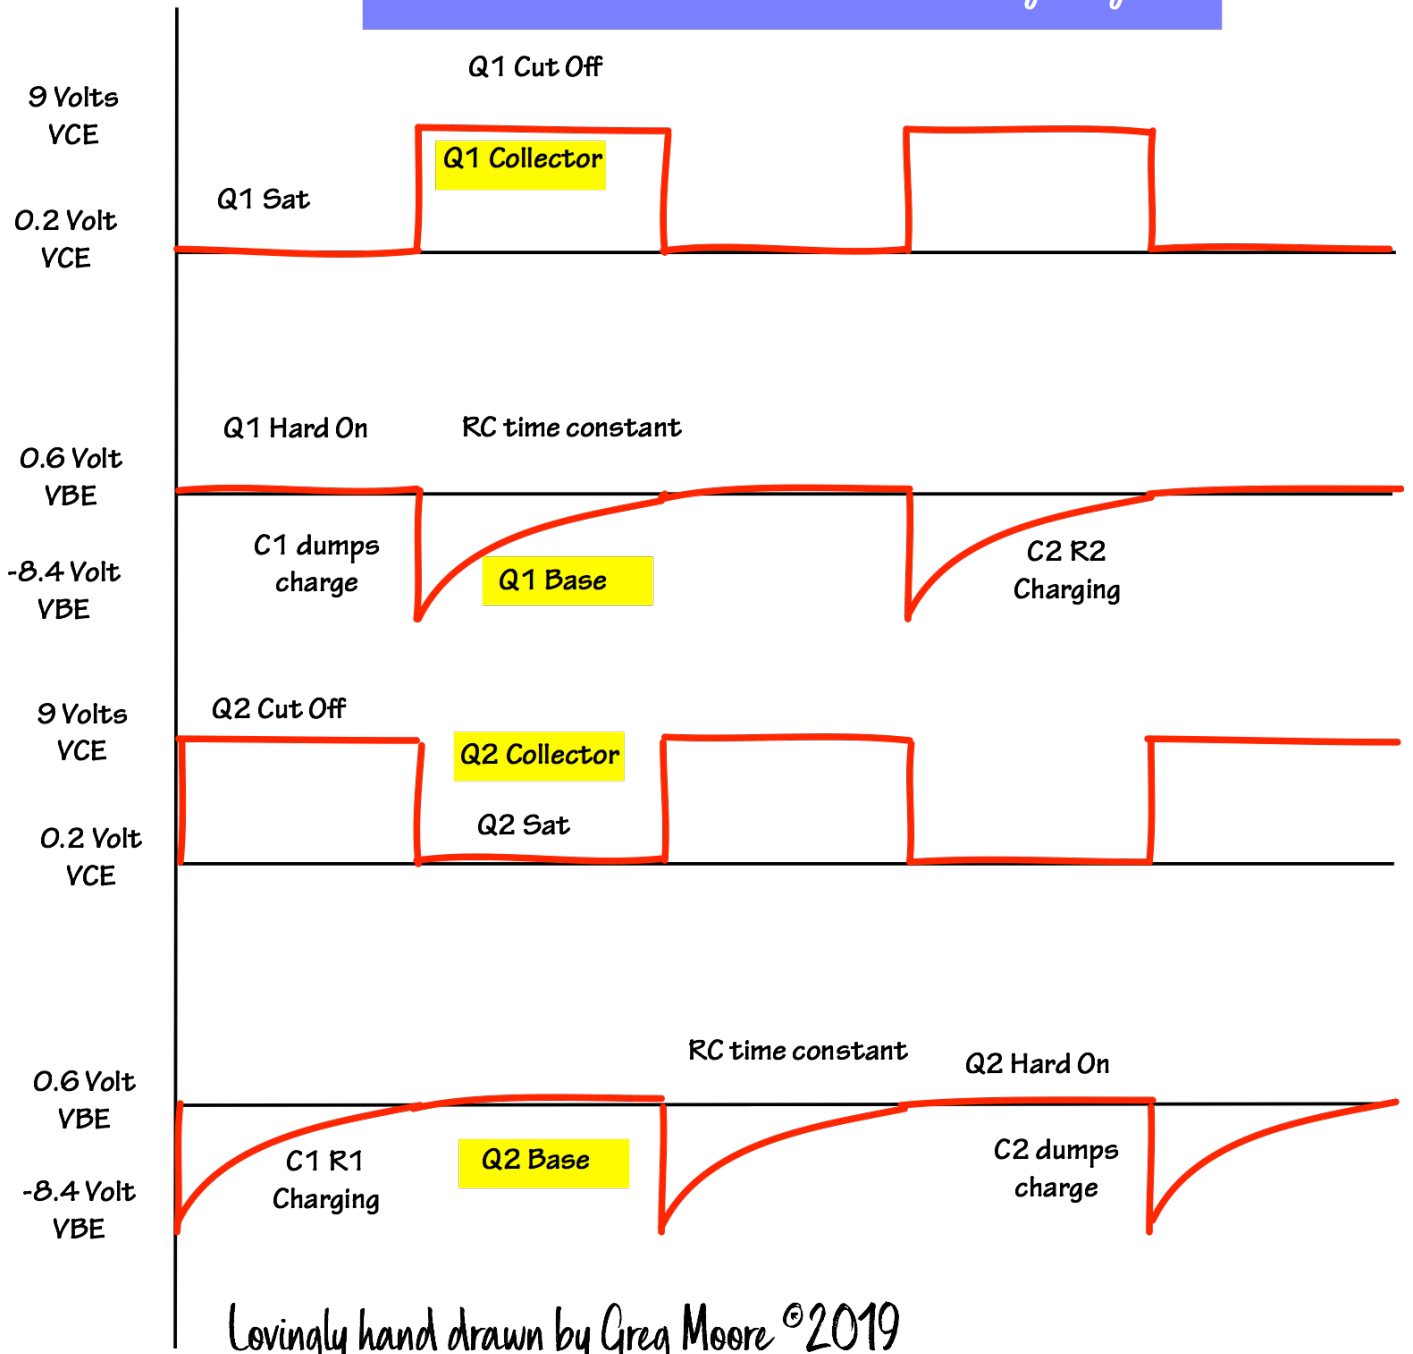 Q1 Cut Off
9 Volts
VCE
Q1 Collector
Q1 Sat
0.2 Volt
VCE
Q1 Hard On
RC time constant
0.6 Volt
VBE
C1 dumps
charge
C2 R2
Charging
-8.4 Volt
VBE
Q1 Base
Q2 Cut Off
9 Volts
VCE
Q2 Collector
Q2 Sat
0.2 Volt
VCE
RC time constant
Q2 Hard On
0.6 Volt
VBE
C1 R1
Charging
Q2 Base
C2 dumps
charge
-8.4 Volt
VBE
Lovingly hand drawn by Greg Moore ©2019